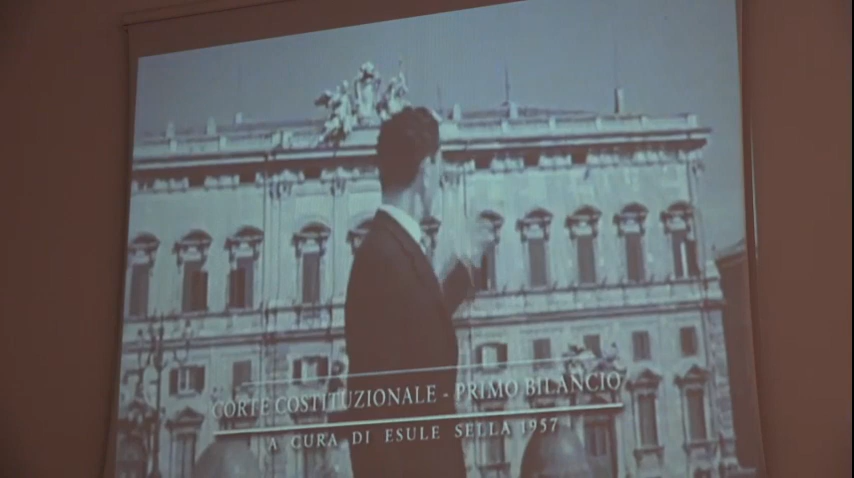 CORTE COSTITUZIONALE - PRIMO BILANCIO
A CURA DI ESULE SELLA 1957